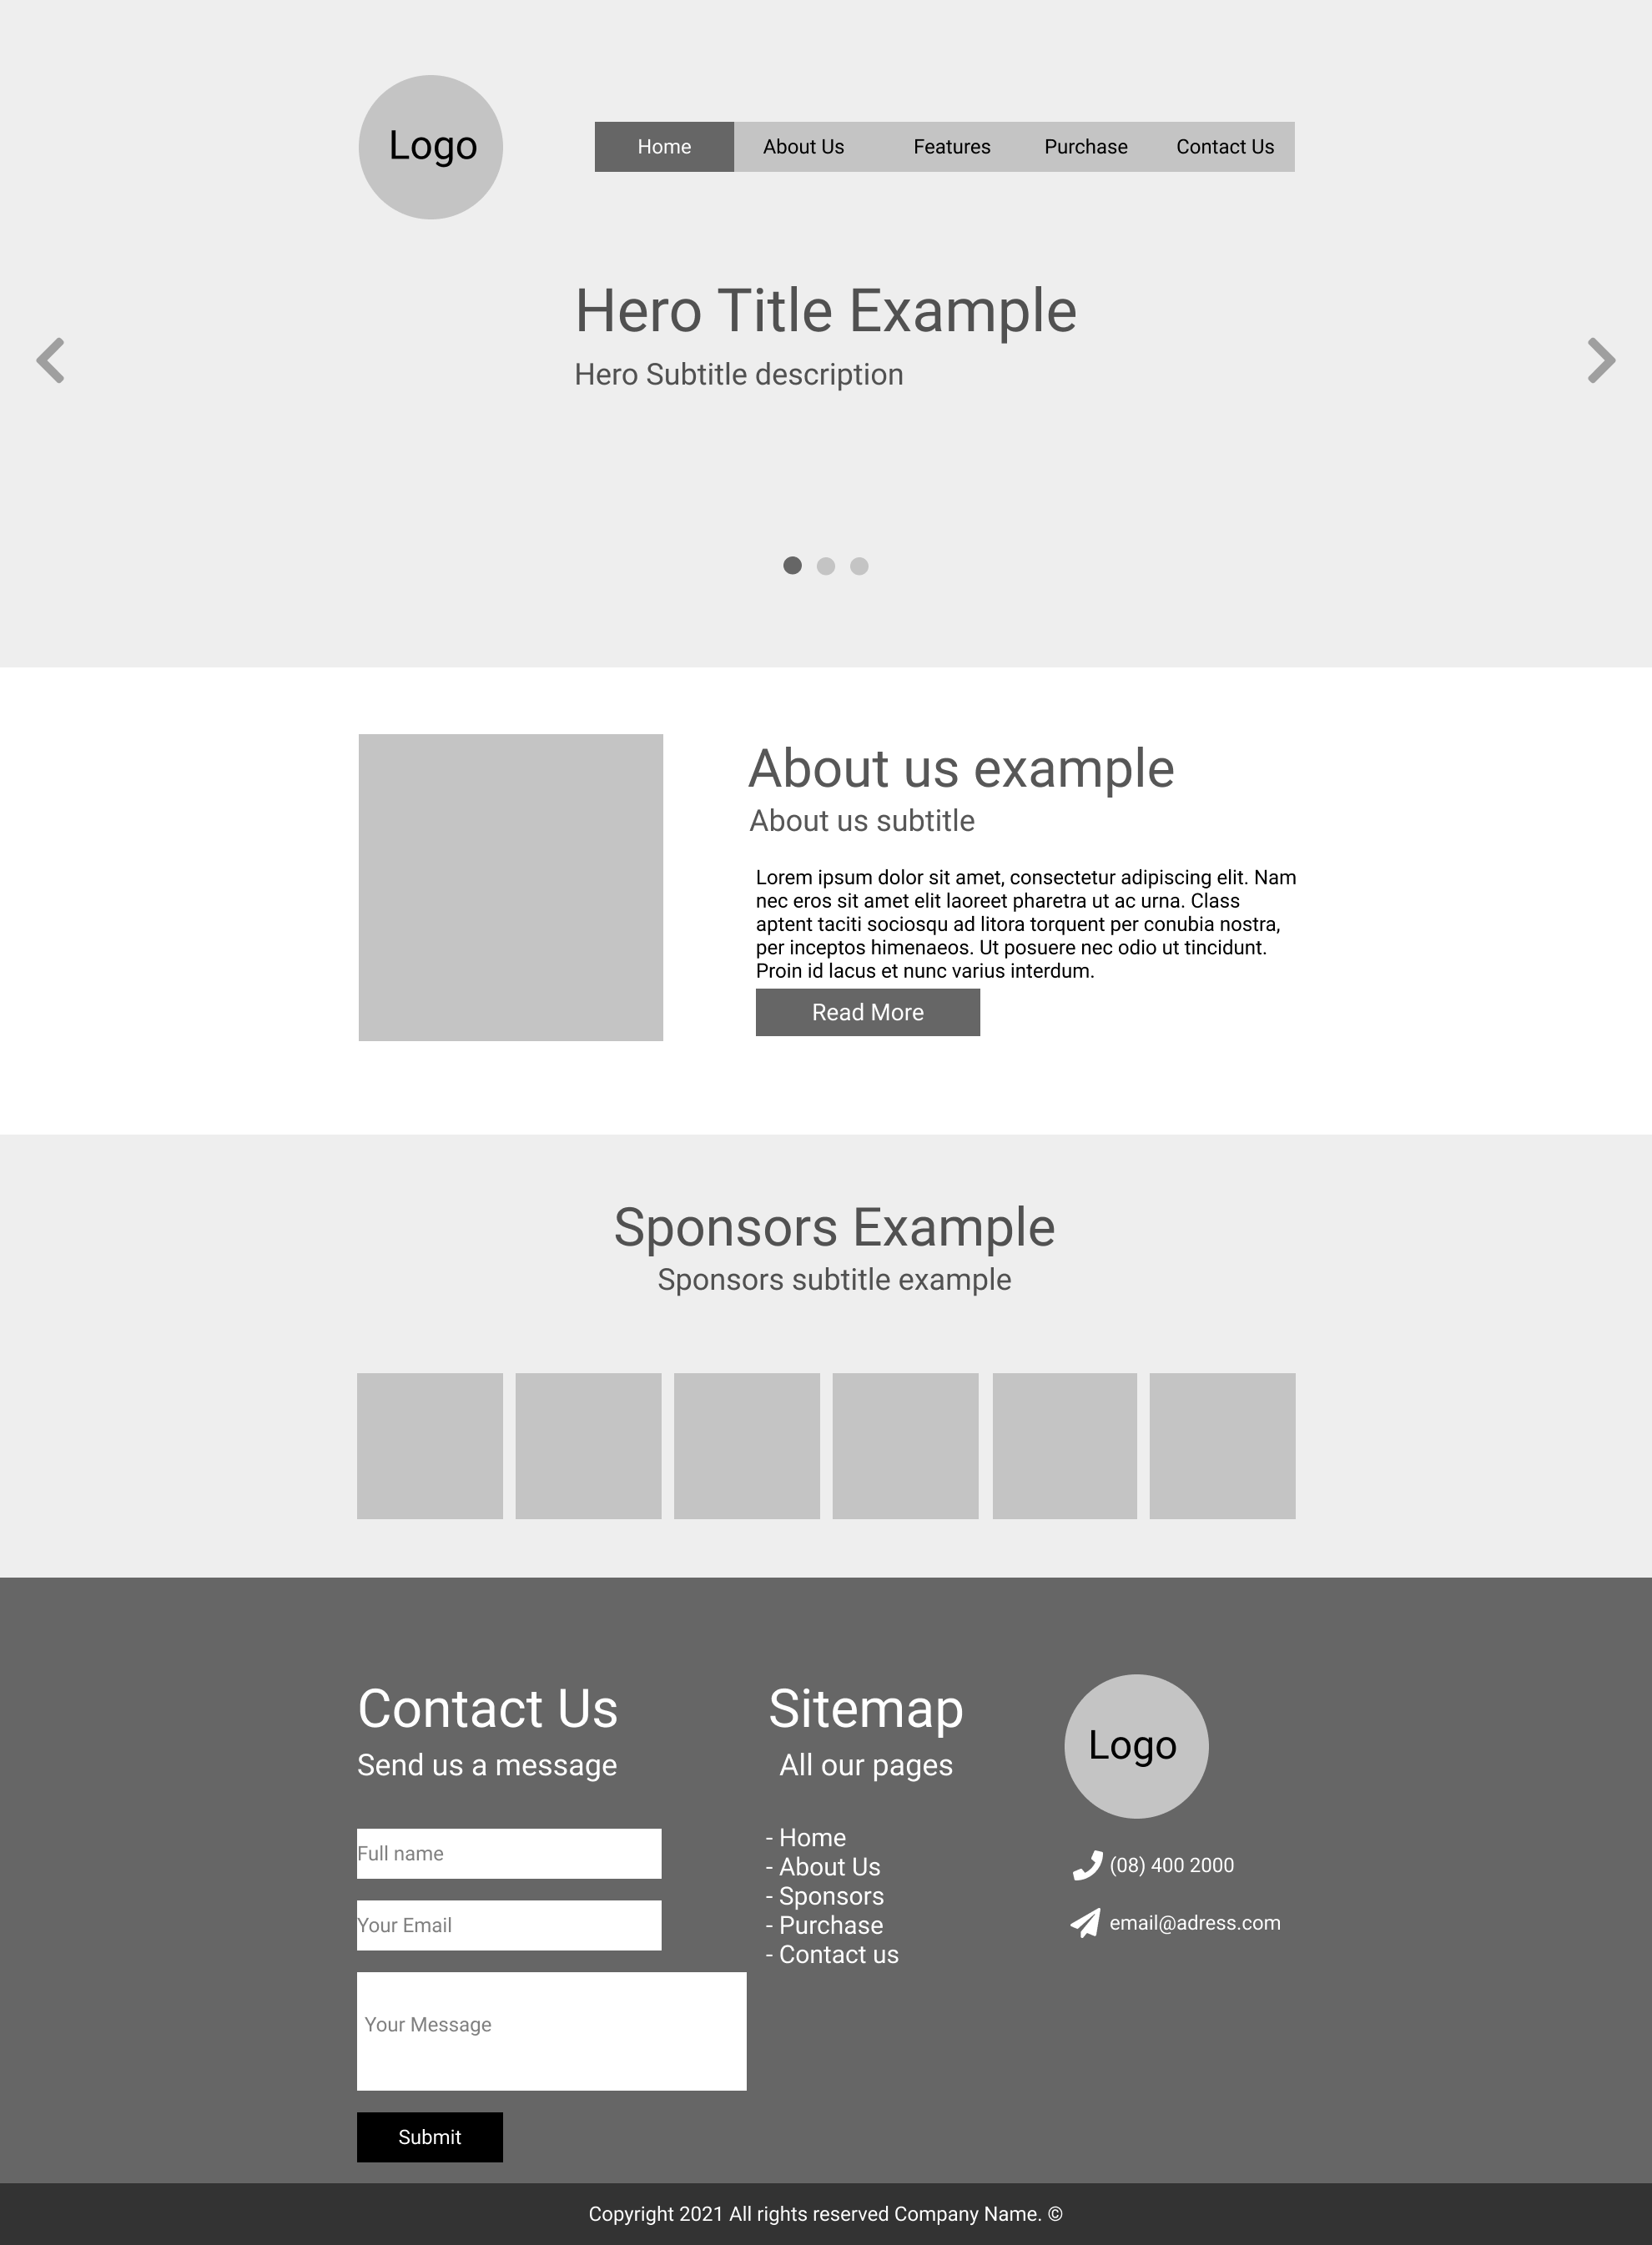 Logo
Home
About Us
Features
Purchase
Contact Us
Hero Title Example
Hero Subtitle description
About us example
About us subtitle
Lorem ipsum dolor sit amet, consectetur adipiscing elit. Nam
nec eros sit amet elit laoreet pharetra ut ac urna. Class
aptent taciti sociosqu ad litora torquent per conubia nostra,
per inceptos himenaeos. Ut posuere nec odio ut tincidunt.
Proin id lacus et nunc varius interdum.
Read More
Sponsors Example
Sponsors subtitle example
Contact Us
Send us a message
Full name
Your Email
Your Message
Submit
Sitemap
All our pages
- Home
- About Us
- Sponsors
- Purchase
- Contact us
Logo
(08) 400 2000
email@adress.com
Copyright 2021 All rights reserved Company Name. ©